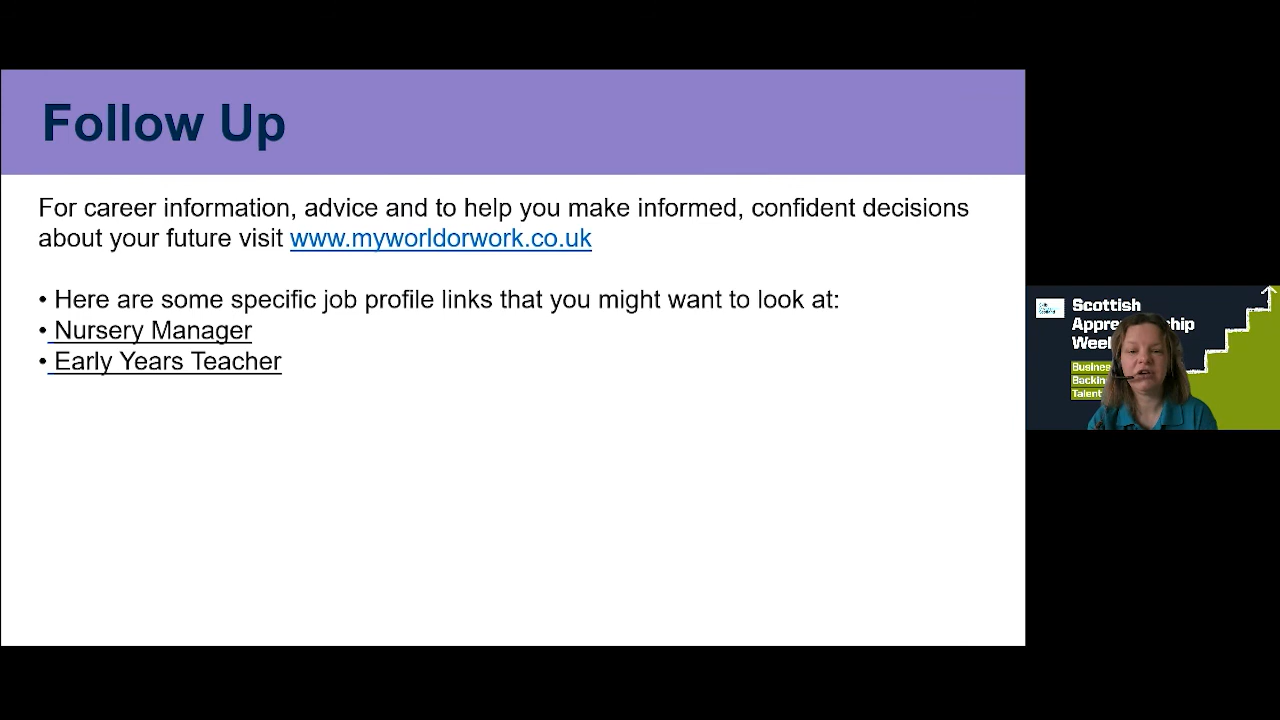 Follow Up
For career information, advice and to help you make informed, confident decisions
about your future visit www.myworldorwork.co.uk
• Here are some specific job profile links that you might want to look at:
• Nursery Manager
• Early Years Teacher
Scottish
Week
Talent